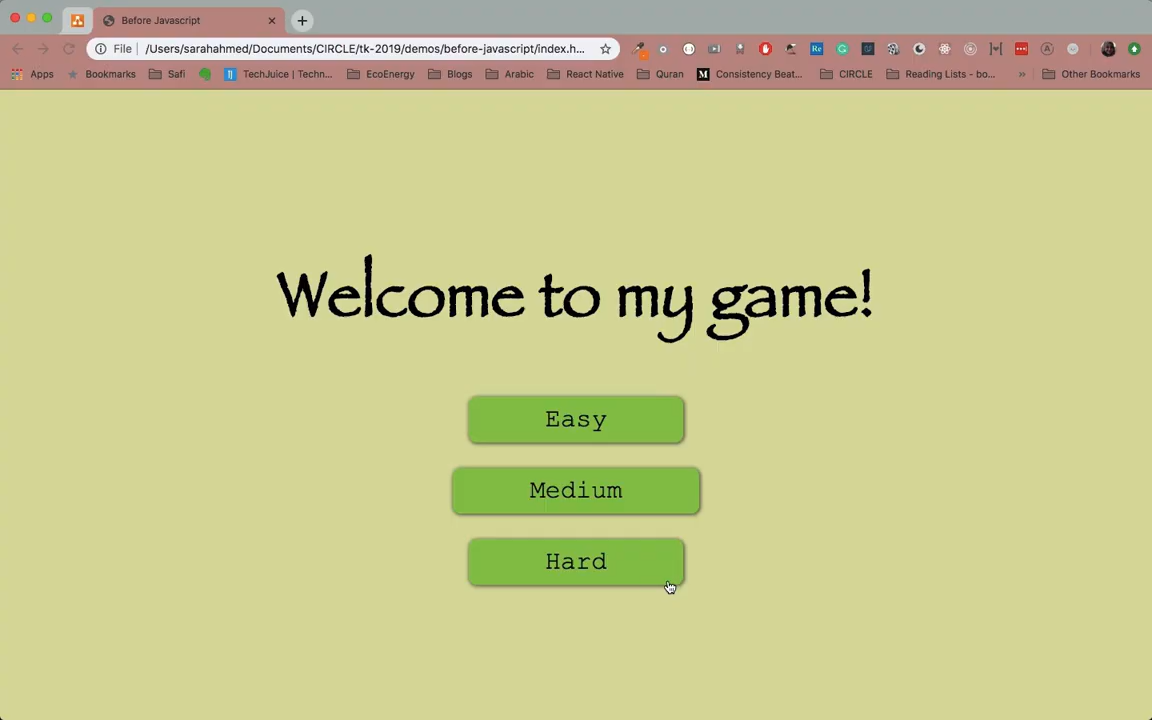 Before Javascript
File /Users/sarahahmed/Documents/CIRCLE/tk-2019/demos/before-javascript/index.h...
Apps Bookmarks Safi TechJuice | Techn... EcoEnergy Blogs Arabic React Native Quran Consistency Beat... CIRCLE Reading Lists - bo... » Other Bookmarks
Welcome to my game!
Easy
Medium
Hard